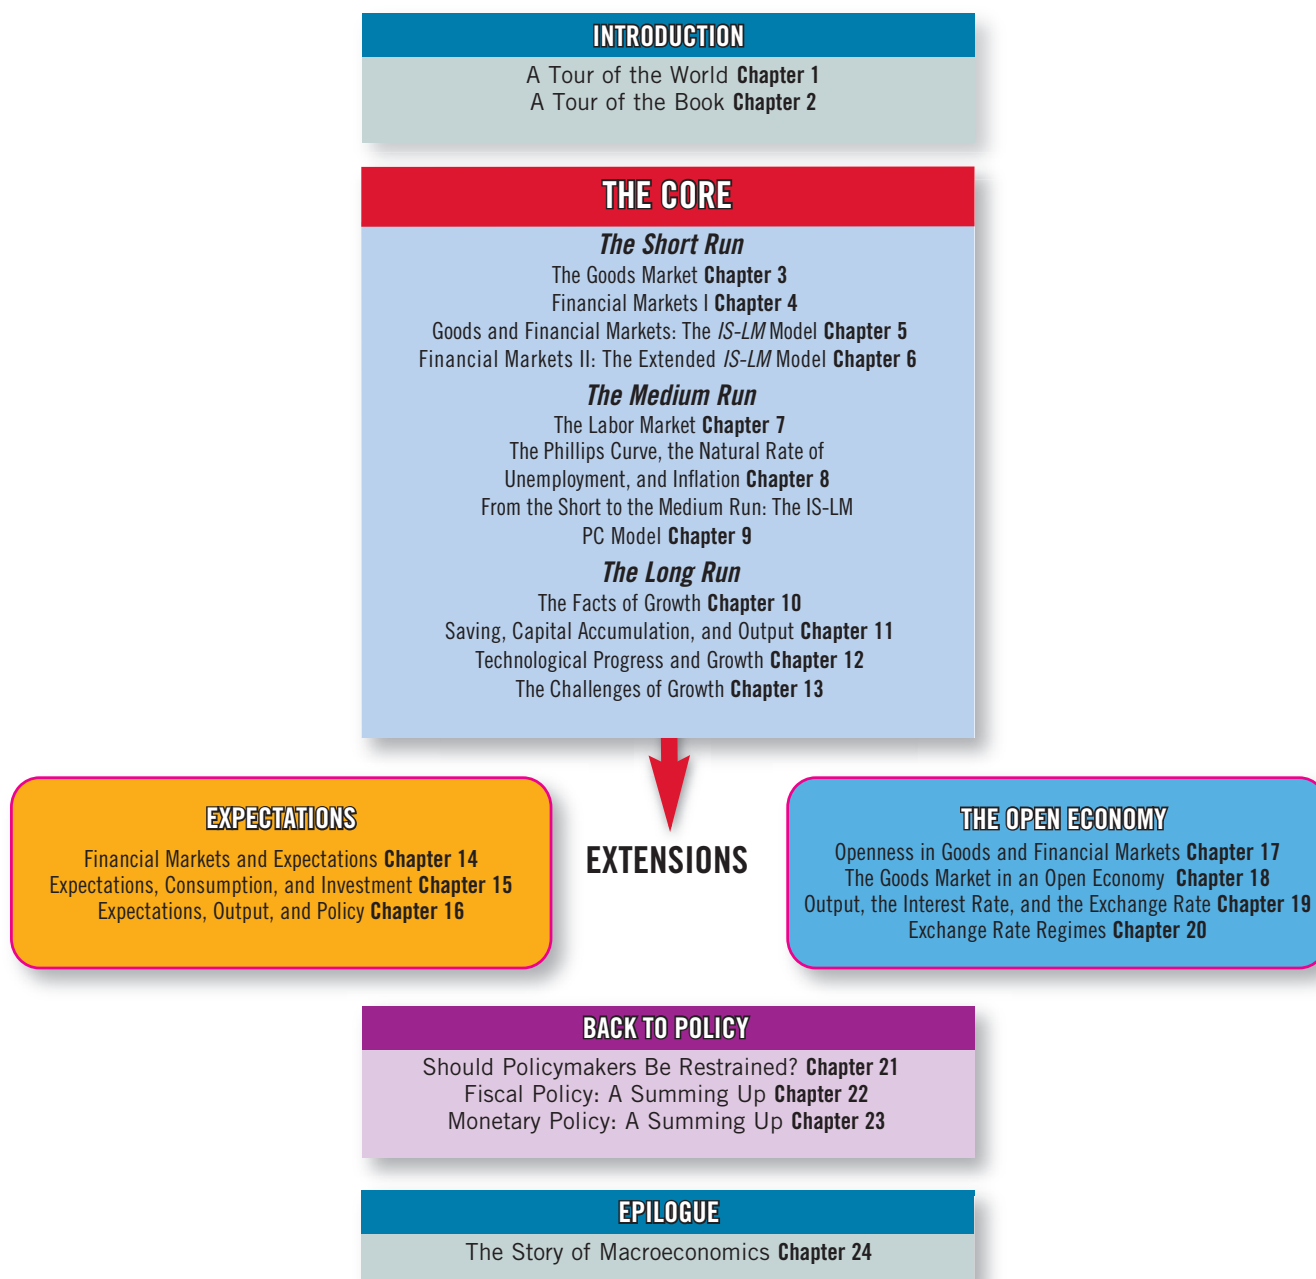 INTRODUCTION
A Tour of the World Chapter 1
A Tour of the Book Chapter 2
THE CORE
The Short Run
The Goods Market Chapter 3
Financial Markets I Chapter 4
Goods and Financial Markets: The IS-LM Model Chapter 5
Financial Markets II: The Extended IS-LM Model Chapter 6
The Medium Run
The Labor Market Chapter 7
The Phillips Curve, the Natural Rate of
Unemployment, and Inflation Chapter 8
From the Short to the Medium Run: The IS-LM
PC Model Chapter 9
The Long Run
The Facts of Growth Chapter 10
Saving, Capital Accumulation, and Output Chapter 11
Technological Progress and Growth Chapter 12
The Challenges of Growth Chapter 13
EXPECTATIONS
Financial Markets and Expectations Chapter 14
Expectations, Consumption, and Investment Chapter 15
Expectations, Output, and Policy Chapter 16
EXTENSIONS
THE OPEN ECONOMY
Openness in Goods and Financial Markets Chapter 17
The Goods Market in an Open Economy Chapter 18
Output, the Interest Rate, and the Exchange Rate Chapter 19
Exchange Rate Regimes Chapter 20
BACK TO POLICY
Should Policymakers Be Restrained? Chapter 21
Fiscal Policy: A Summing Up Chapter 22
Monetary Policy: A Summing Up Chapter 23
EPILOGUE
The Story of Macroeconomics Chapter 24